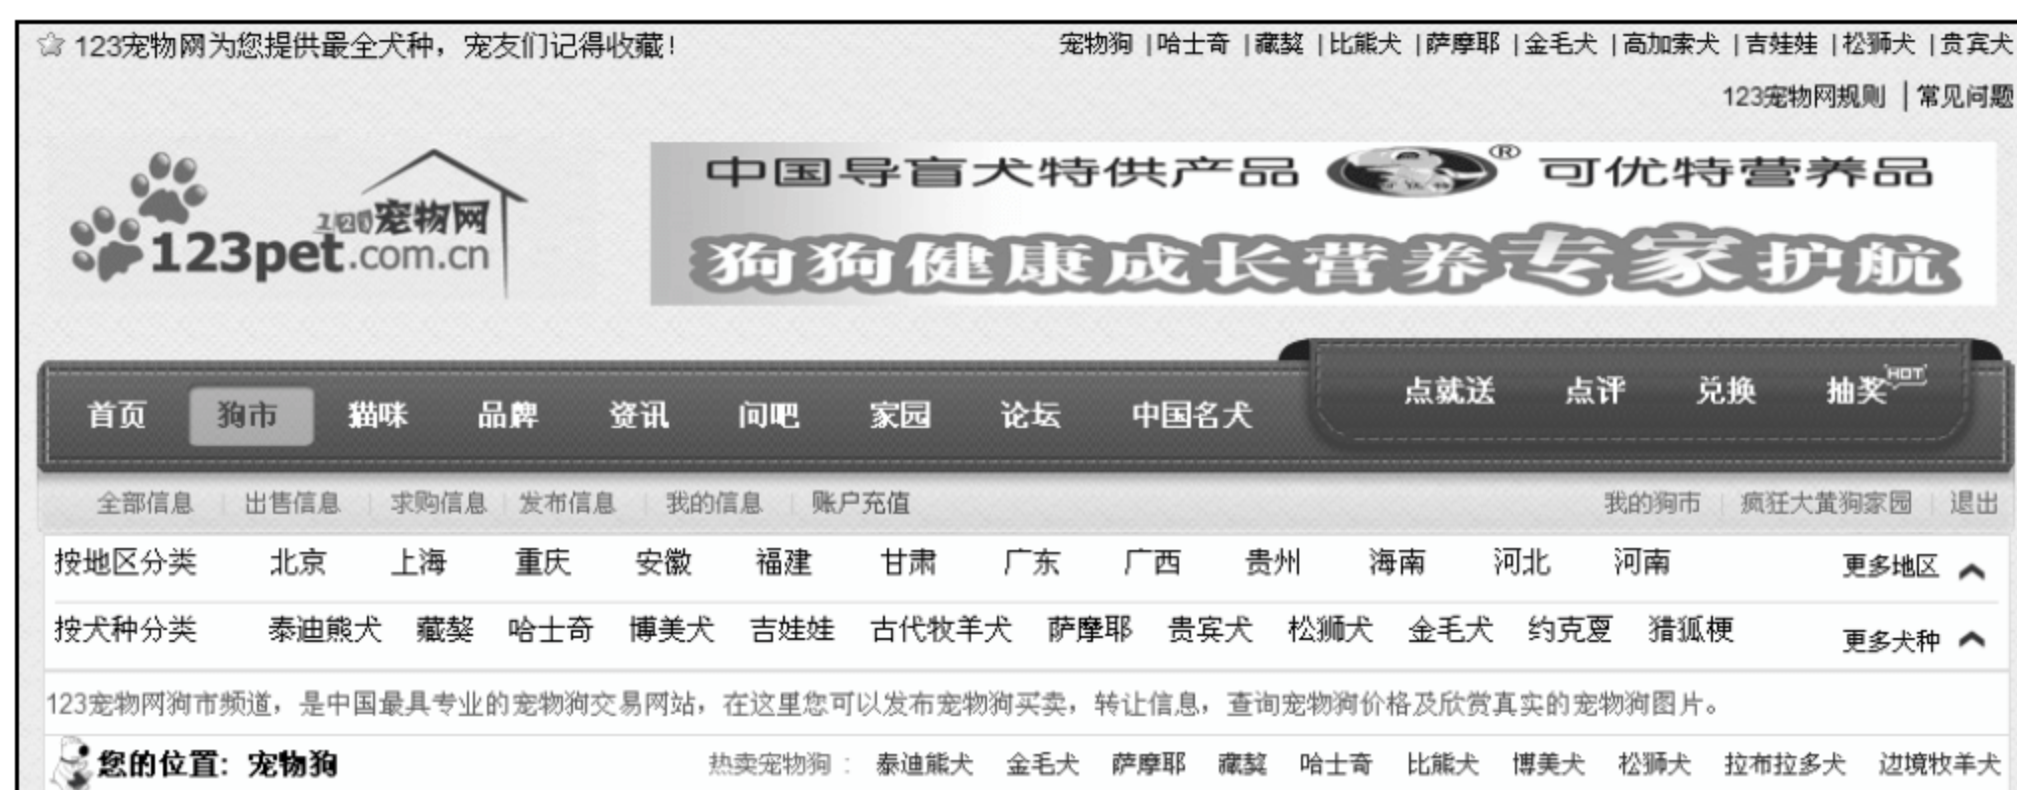 123宠物网为您提供最全犬种，宠友们记得收藏！
宠物狗 | 哈士奇 | 藏獒 | 比熊犬 | 萨摩耶 | 金毛犬 | 高加索犬 | 吉娃娃 | 松狮犬 | 贵宾犬
123宠物网规则 | 常见问题
中国导盲犬特供产品 ® 可优特营养品
宠物网
123pet.com.cn
狗狗健康成长营养专家护航
首页 狗市 猫咪 品牌 资讯 问吧 家园 论坛 中国名犬 点就送 点评 兑换 抽奖 HOT
全部信息 | 出售信息 | 求购信息 | 发布信息 | 我的信息 | 账户充值 我的狗市 | 疯狂大黄狗家园 | 退出
按地区分类 北京 上海 重庆 安徽 福建 甘肃 广东 广西 贵州 海南 河北 河南 更多地区
按犬种分类 泰迪熊犬 藏獒 哈士奇 博美犬 吉娃娃 古代牧羊犬 萨摩耶 贵宾犬 松狮犬 金毛犬 约克夏 猎狐梗 更多犬种
123宠物网狗市频道，是中国最具专业的宠物狗交易网站，在这里您可以发布宠物狗买卖，转让信息，查询宠物狗价格及欣赏真实的宠物狗图片。
您的位置：宠物狗 热卖宠物狗： 泰迪熊犬 金毛犬 萨摩耶 藏獒 哈士奇 比熊犬 博美犬 松狮犬 拉布拉多犬 边境牧羊犬